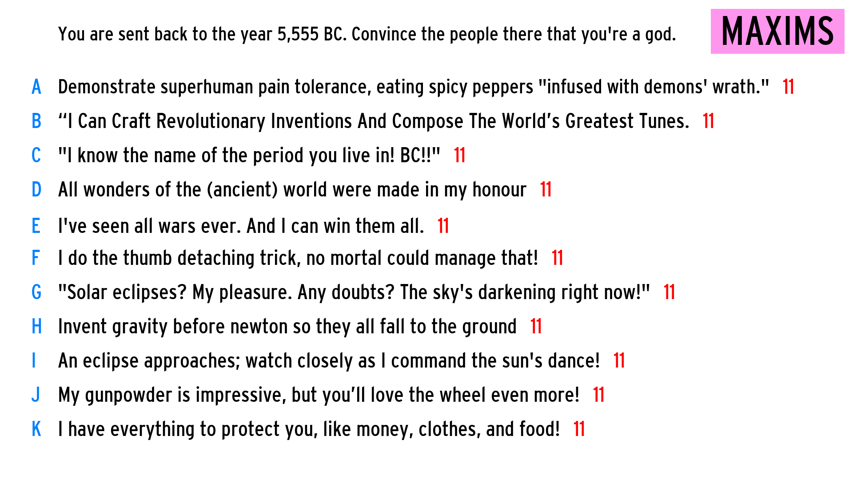 You are sent back to the year 5,555 BC. Convince the people there that you're a god.
MAXIMS
A Demonstrate superhuman pain tolerance, eating spicy peppers "infused with demons' wrath." 11
B “I Can Craft Revolutionary Inventions And Compose The World’s Greatest Tunes. 11
C "I know the name of the period you live in! BC!!" 11
D All wonders of the (ancient) world were made in my honour 11
E I've seen all wars ever. And I can win them all. 11
F I do the thumb detaching trick, no mortal could manage that! 11
G "Solar eclipses? My pleasure. Any doubts? The sky's darkening right now!" 11
H Invent gravity before newton so they all fall to the ground 11
I An eclipse approaches; watch closely as I command the sun's dance! 11
J My gunpowder is impressive, but you’ll love the wheel even more! 11
K I have everything to protect you, like money, clothes, and food! 11